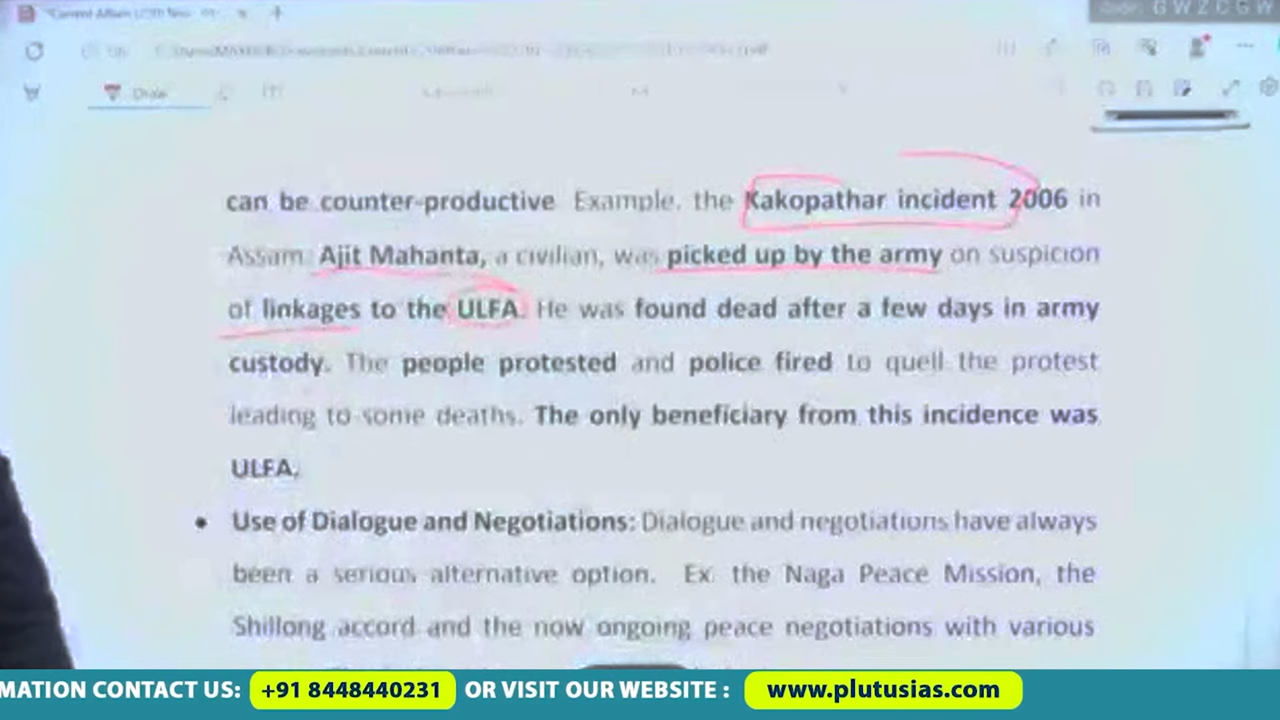 Draw
can be counter-productive Example, the Kakopathar incident 2006 in
Assam. Ajit Mahanta, a civilian, was picked up by the army on suspicion
of linkages to the ULFA. He was found dead after a few days in army
custody. The people protested and police fired to quell the protest
leading to some deaths. The only beneficiary from this incidence was
ULFA.
• Use of Dialogue and Negotiations: Dialogue and negotiations have always
been a serious alternative option. Ex. the Naga Peace Mission, the
Shillong accord and the now ongoing peace negotiations with various
MATION CONTACT US: +91 8448440231 OR VISIT OUR WEBSITE : www.plutusias.com